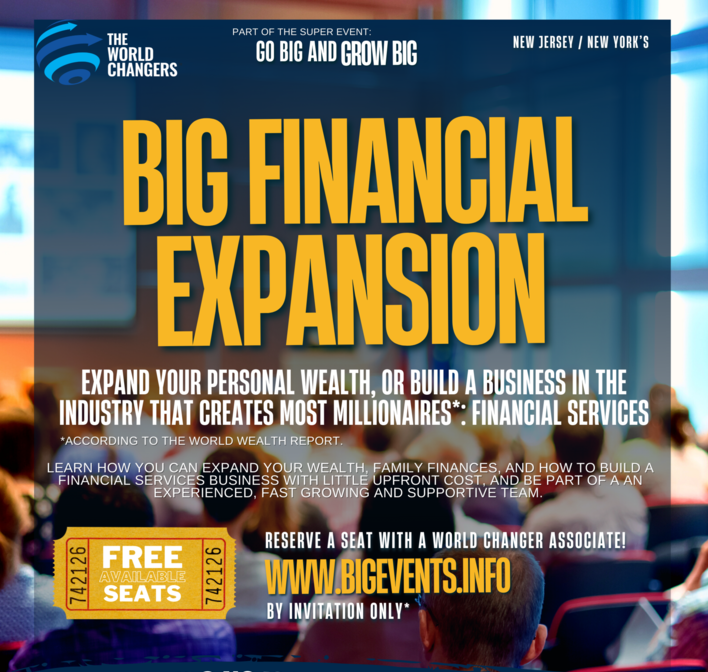 THE
WORLD
CHANGERS
PART OF THE SUPER EVENT:
GO BIG AND GROW BIG
NEW JERSEY / NEW YORK'S
BIG FINANCIAL
EXPANSION
EXPAND YOUR PERSONAL WEALTH, OR BUILD A BUSINESS IN THE
INDUSTRY THAT CREATES MOST MILLIONAIRES*: FINANCIAL SERVICES
*ACCORDING TO THE WORLD WEALTH REPORT.
LEARN HOW YOU CAN EXPAND YOUR WEALTH, FAMILY FINANCES, AND HOW TO BUILD A
FINANCIAL SERVICES BUSINESS WITH LITTLE UPFRONT COST, AND BE PART OF A AN
EXPERIENCED, FAST GROWING AND SUPPORTIVE TEAM.
742126
FREE
AVAILABLE
SEATS
742126
RESERVE A SEAT WITH A WORLD CHANGER ASSOCIATE!
WWW.BIGEVENTS.INFO
BY INVITATION ONLY*